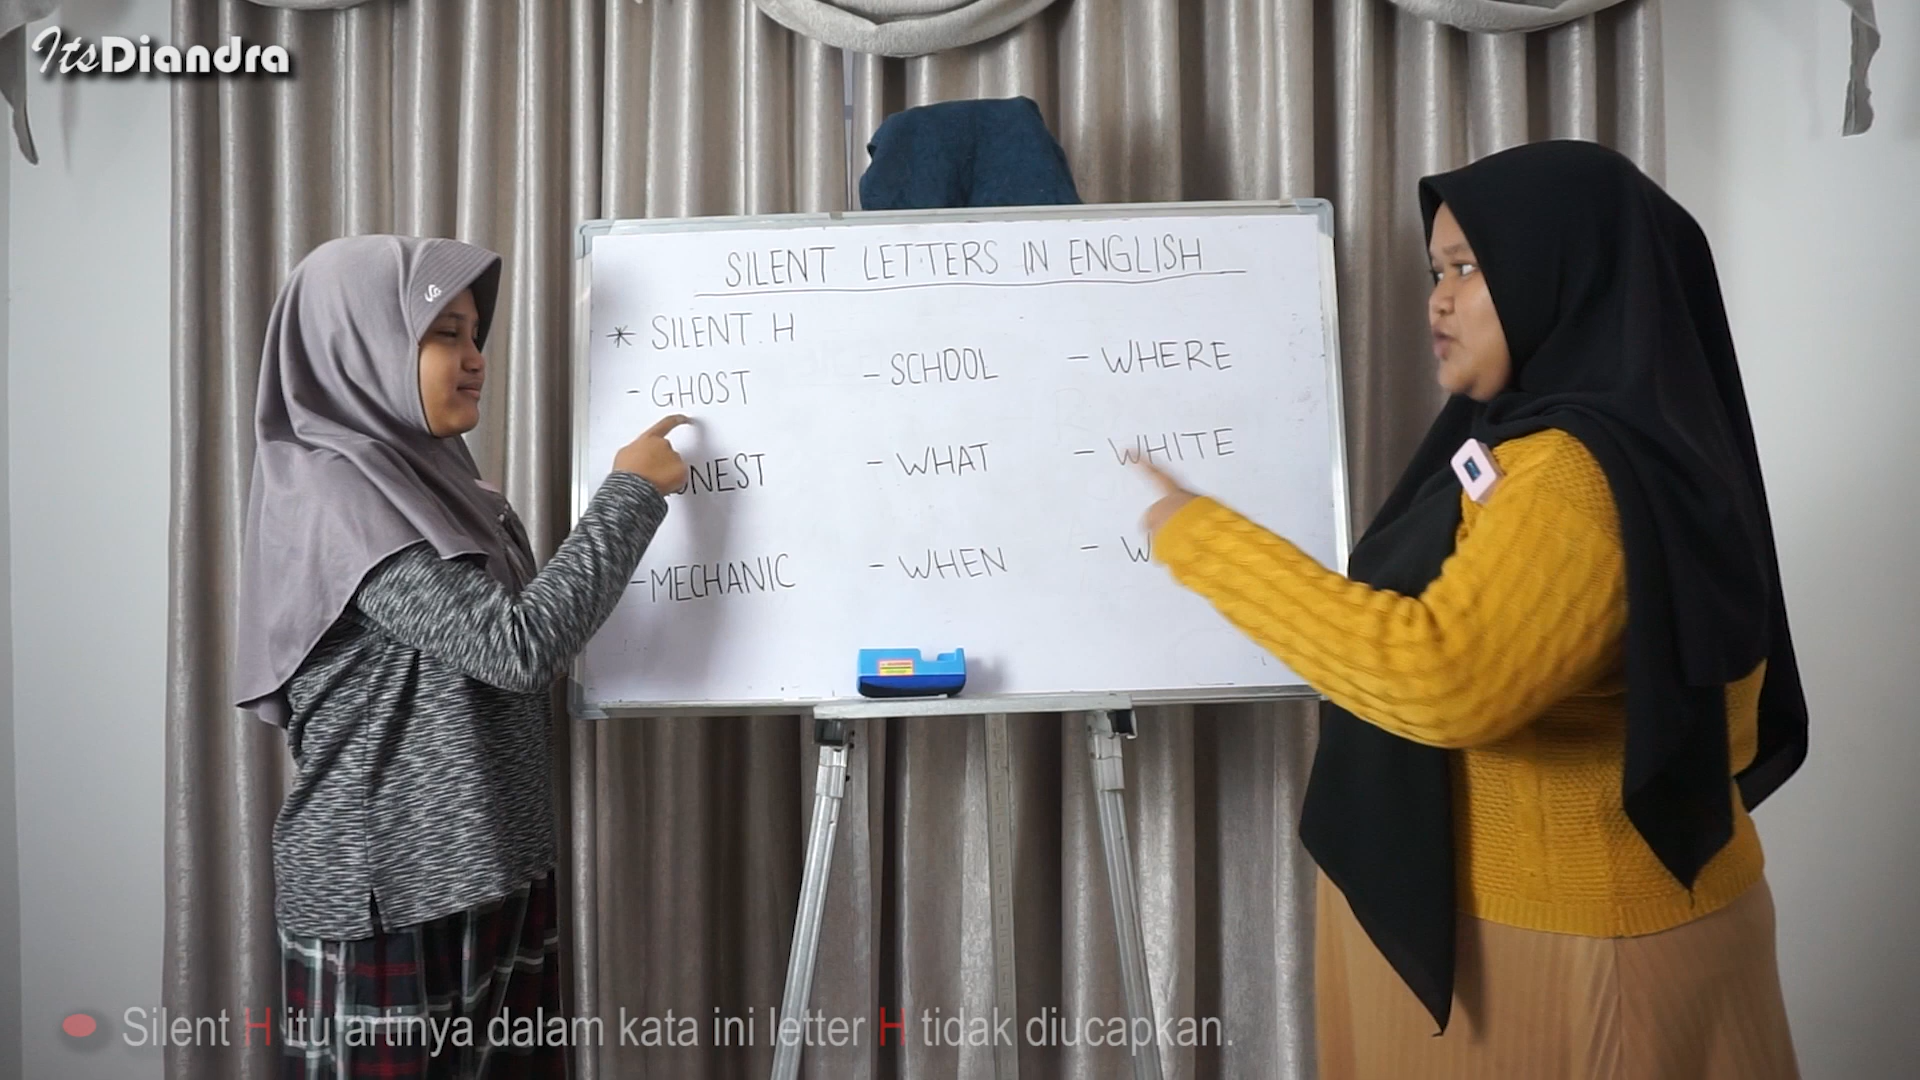 ItsDiandra
SILENT LETTERS IN ENGLISH
* SILENT H
- GHOST
- SCHOOL
- WHERE
- WHAT
- WHITE
- MECHANIC
- WHEN
Silent H itu artinya dalam kata ini letter H tidak diucapkan.